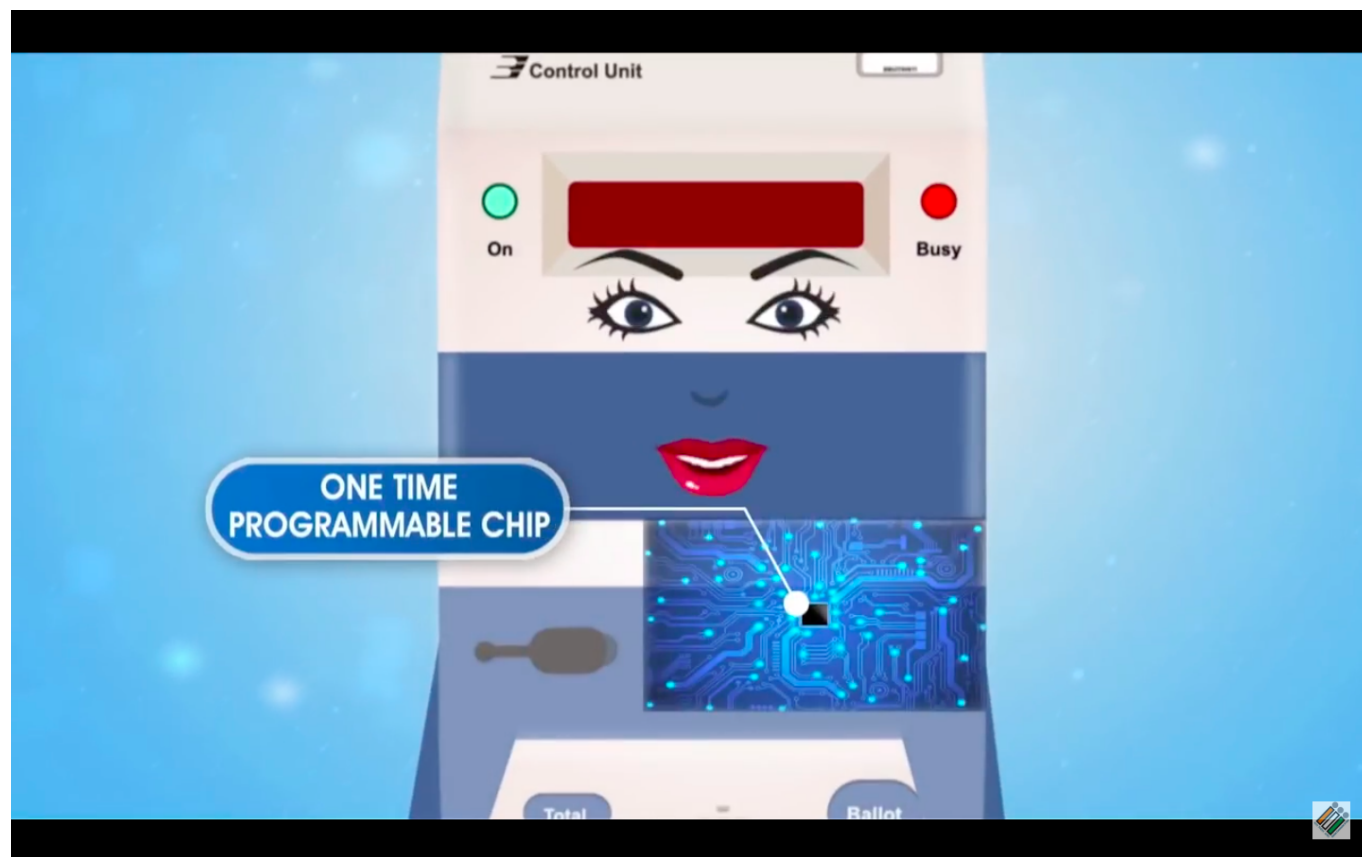 Control Unit
On
Busy
ONE TIME
PROGRAMMABLE CHIP
Total
Ballot